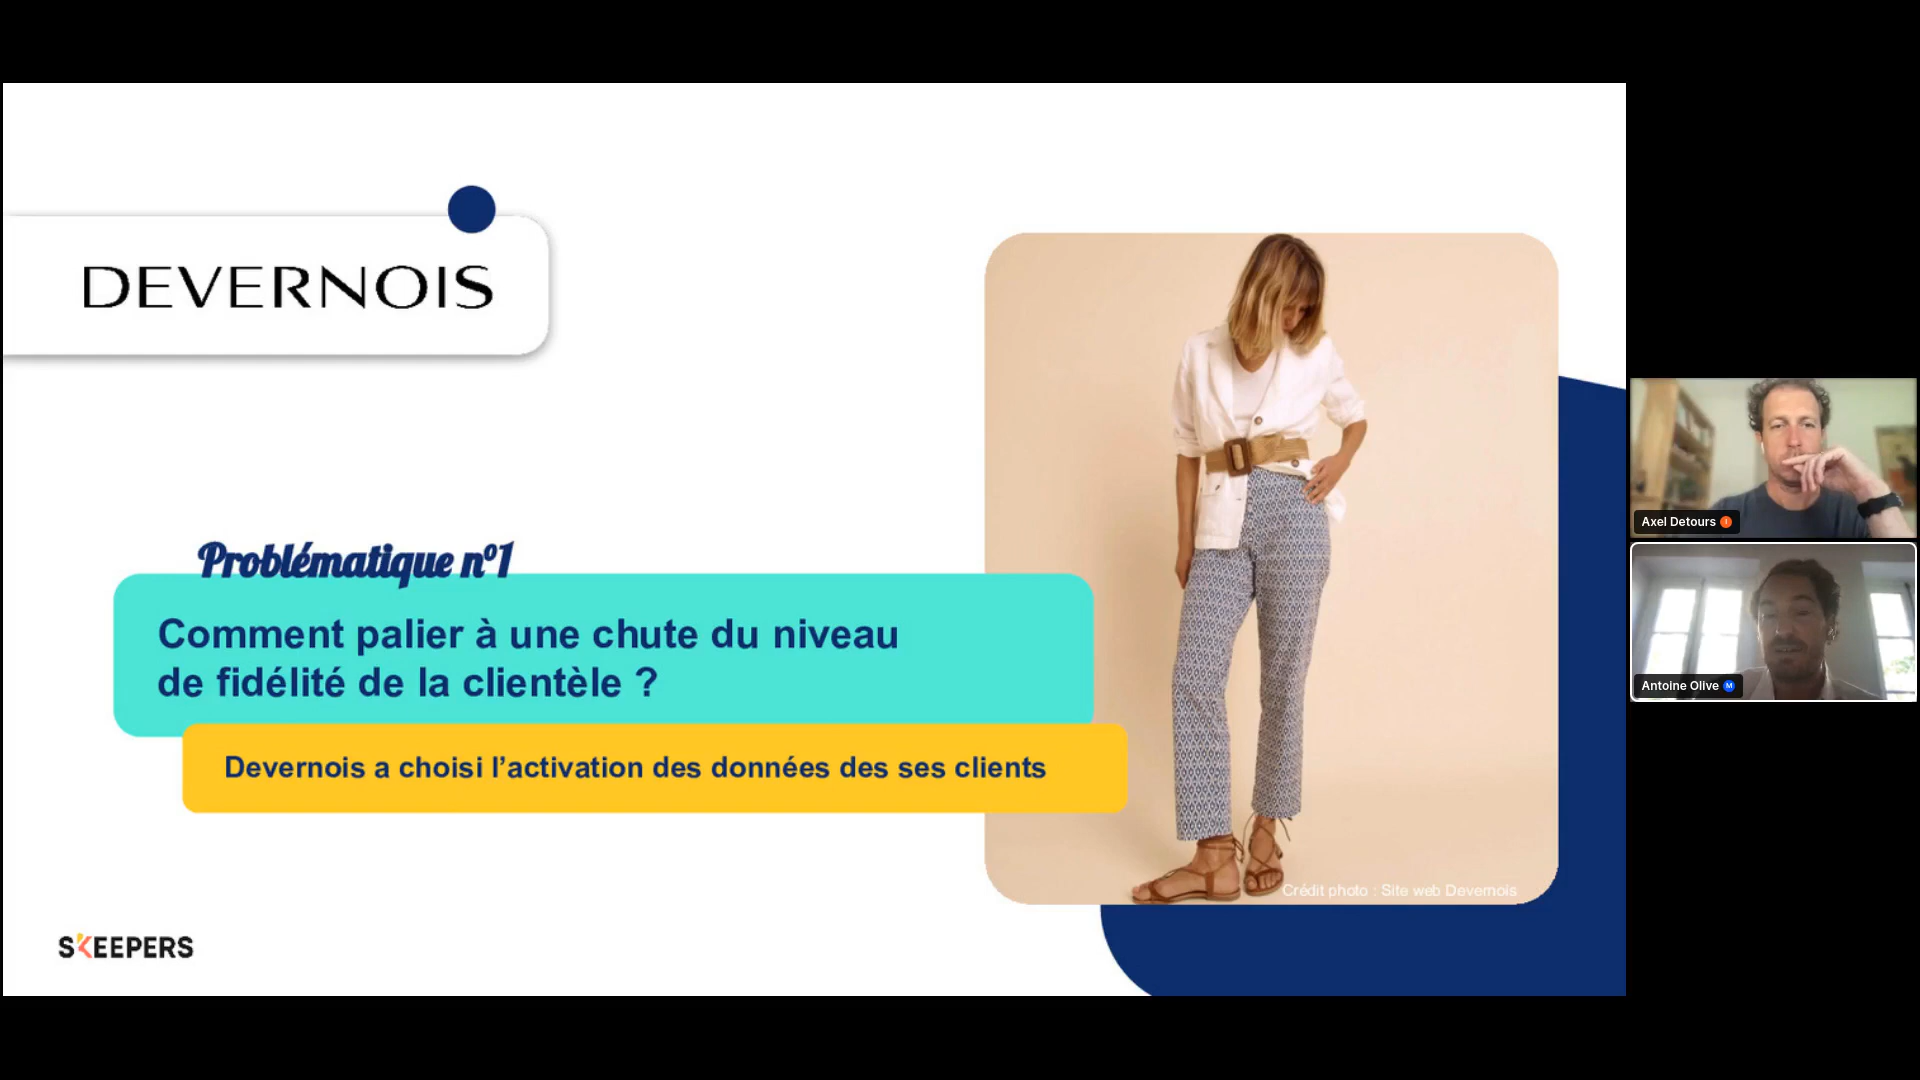 DEVERNOIS
Problématique n°1
Comment palier à une chute du niveau
de fidélité de la clientèle ?
Devernois a choisi l’activation des données des ses clients
Crédit photo : Site web Devernois
SKEEPERS
Axel Detours I
Antoine Olive M